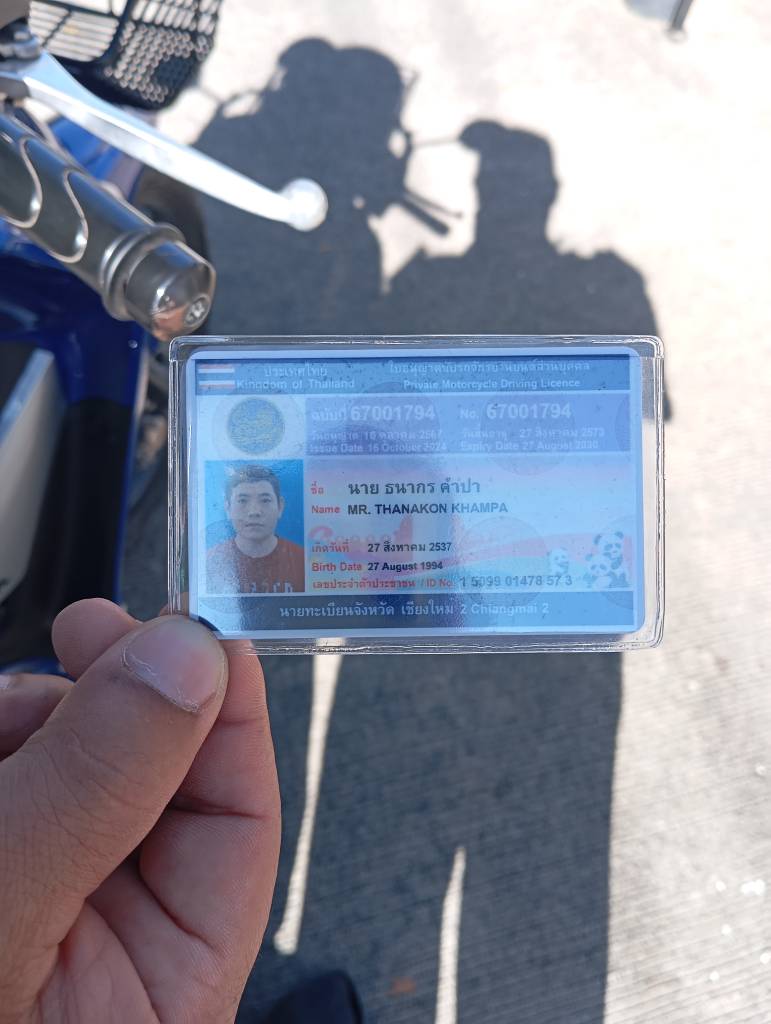 ประเทศไทย
Kingdom of Thailand
ใบอนุญาตขับรถจักรยานยนต์ส่วนบุคคล
Private Motorcycle Driving Licence
ฉบับที่ 67001794 No. 67001794
วันอนุญาต 16 ตุลาคม 2567 วันสิ้นอายุ 27 สิงหาคม 2573
Issue Date 16 October 2024 Expiry Date 27 August 2030
ชื่อ นาย ธนากร คำปา
Name MR. THANAKON KHAMPA
เกิดวันที่ 27 สิงหาคม 2537
Birth Date 27 August 1994
เลขประจำตัวประชาชน / ID No. 1 5099 01478 57 3
นายทะเบียนจังหวัด เชียงใหม่ 2 Chiangmai 2